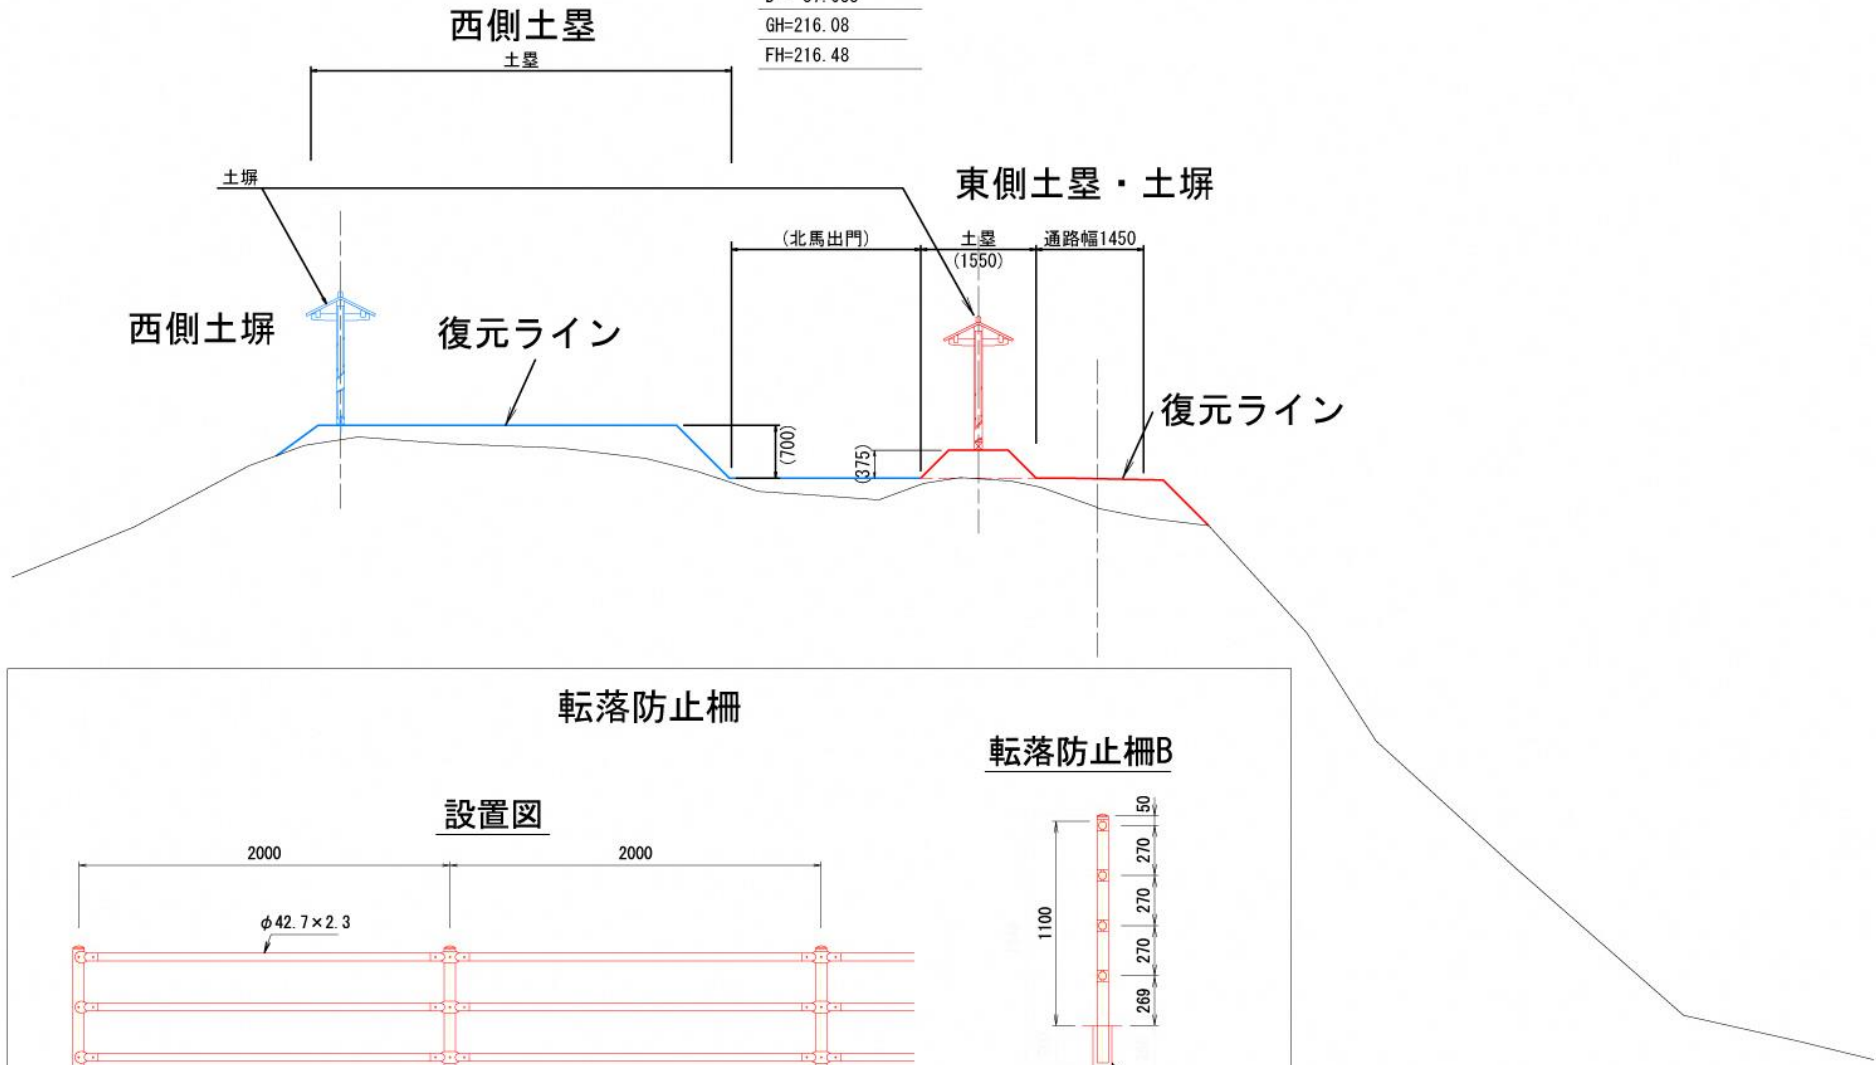 西側土塁
土塁
GH=216.08
FH=216.48
土塀
東側土塁・土塀
(北馬出門)
土塁
(1550)
通路幅1450
西側土塀
復元ライン
復元ライン
(700)
(375)
転落防止柵
転落防止柵B
設置図
2000
2000
φ42.7×2.3
50
270
270
270
269
1100